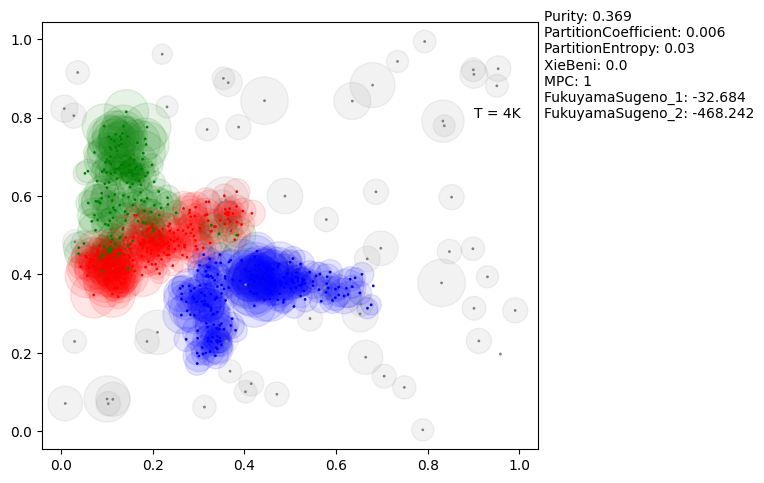 Purity: 0.369
PartitionCoefficient: 0.006
PartitionEntropy: 0.03
XieBeni: 0.0
MPC: 1
FukuyamaSugeno_1: -32.684
FukuyamaSugeno_2: -468.242
T = 4K
1.0
0.8
0.6
0.4
0.2
0.0
0.0 0.2 0.4 0.6 0.8 1.0